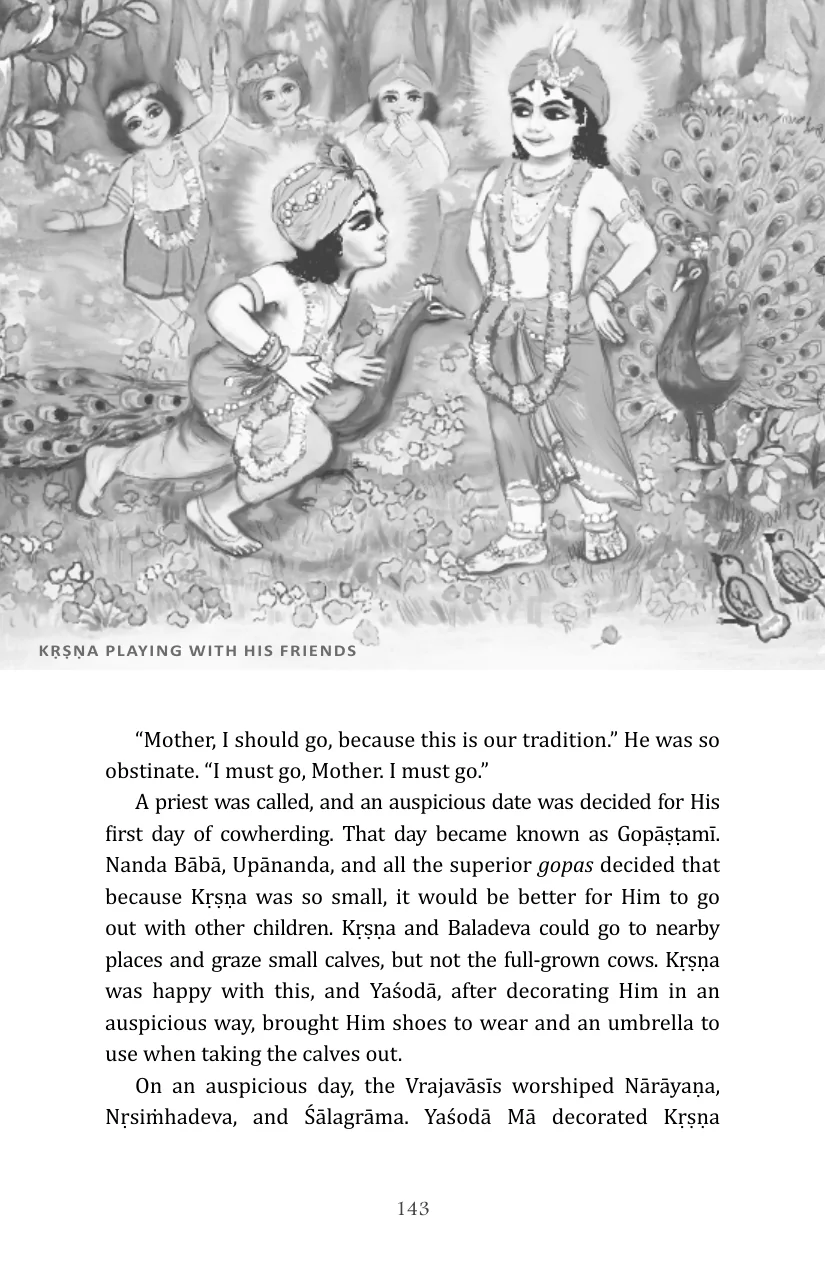 KṚṢṆA PLAYING WITH HIS FRIENDS
“Mother, I should go, because this is our tradition.” He was so
obstinate. “I must go, Mother. I must go.”
A priest was called, and an auspicious date was decided for His
first day of cowherding. That day became known as Gopāṣṭamī.
Nanda Bābā, Upānanda, and all the superior gopas decided that
because Kṛṣṇa was so small, it would be better for Him to go
out with other children. Kṛṣṇa and Baladeva could go to nearby
places and graze small calves, but not the full-grown cows. Kṛṣṇa
was happy with this, and Yaśodā, after decorating Him in an
auspicious way, brought Him shoes to wear and an umbrella to
use when taking the calves out.
On an auspicious day, the Vrajavāsīs worshiped Nārāyaṇa,
Nṛsiṁhadeva, and Śālagrāma. Yaśodā Mā decorated Kṛṣṇa
143